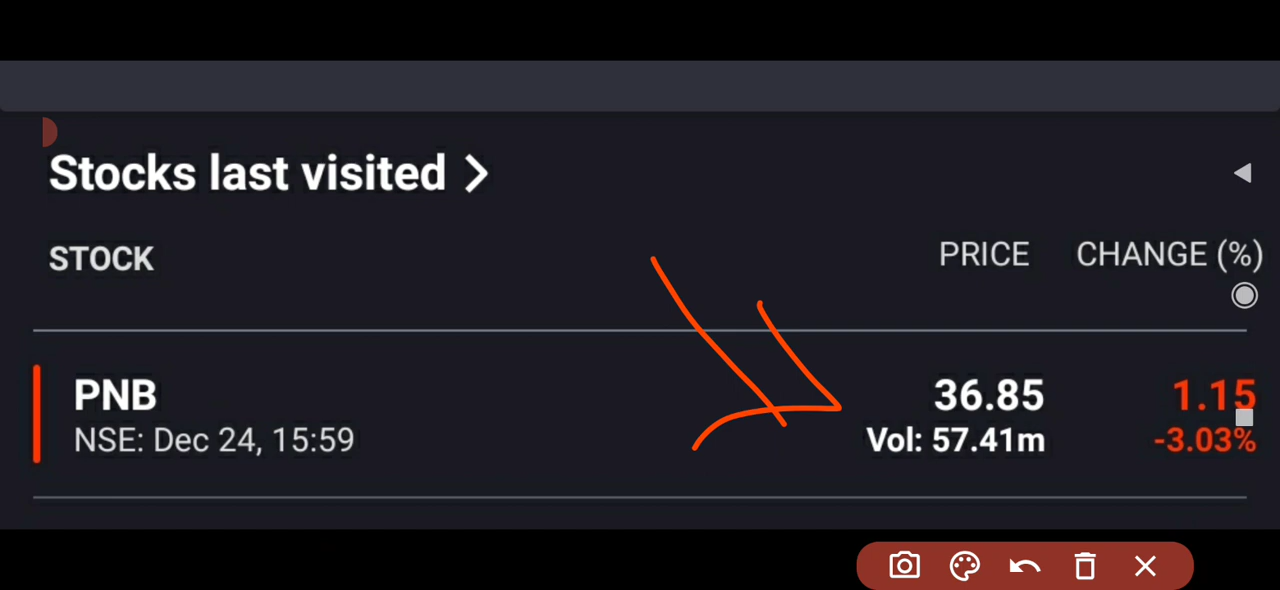 Stocks last visited >
STOCK PRICE CHANGE (%)
PNB 36.85 1.15
NSE: Dec 24, 15:59 Vol: 57.41m -3.03%